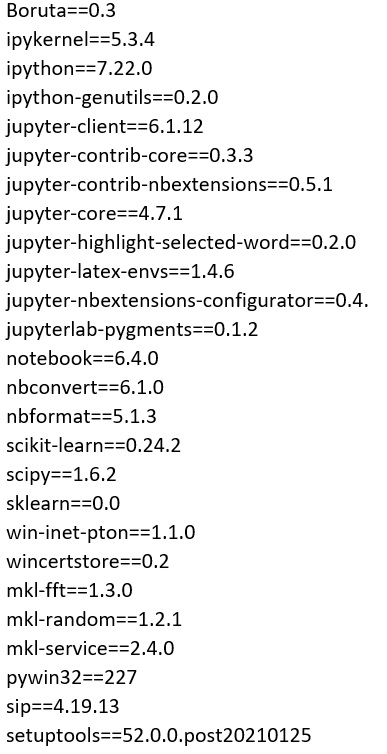 Boruta==0.3
ipykernel==5.3.4
ipython==7.22.0
ipython-genutils==0.2.0
jupyter-client==6.1.12
jupyter-contrib-core==0.3.3
jupyter-contrib-nbextensions==0.5.1
jupyter-core==4.7.1
jupyter-highlight-selected-word==0.2.0
jupyter-latex-envs==1.4.6
jupyter-nbextensions-configurator==0.4.
jupyterlab-pygments==0.1.2
notebook==6.4.0
nbconvert==6.1.0
nbformat==5.1.3
scikit-learn==0.24.2
scipy==1.6.2
sklearn==0.0
win-inet-pton==1.1.0
wincertstore==0.2
mkl-fft==1.3.0
mkl-random==1.2.1
mkl-service==2.4.0
pywin32==227
sip==4.19.13
setuptools==52.0.0.post20210125